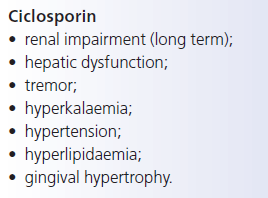 Ciclosporin
• renal impairment (long term);
• hepatic dysfunction;
• tremor;
• hyperkalaemia;
• hypertension;
• hyperlipidaemia;
• gingival hypertrophy.